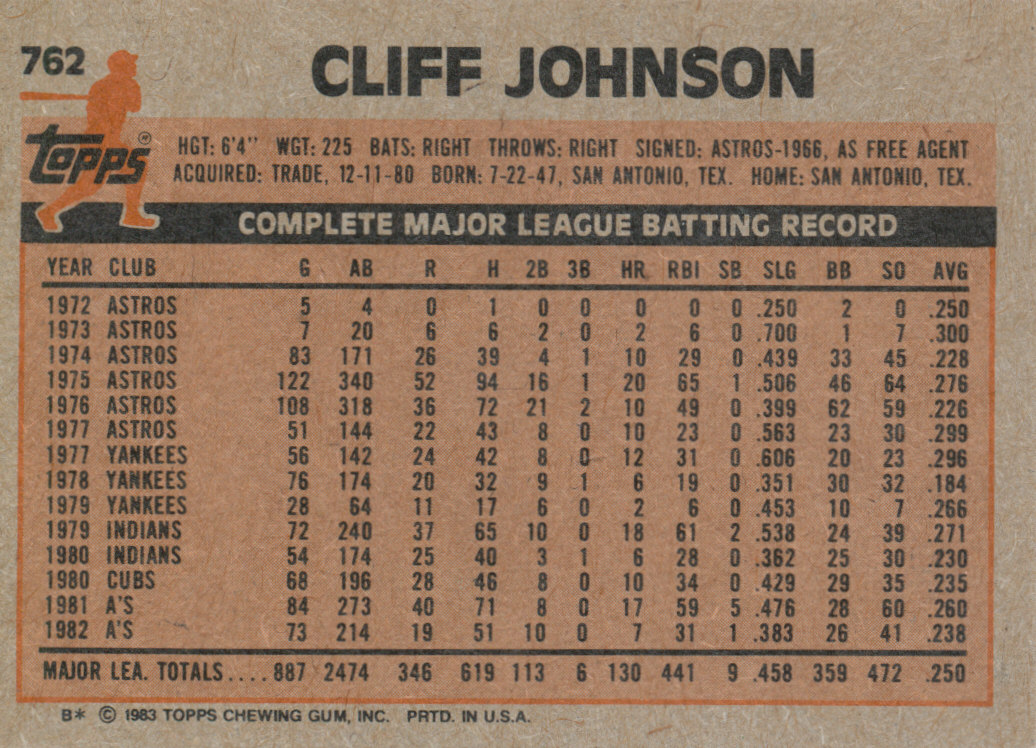 762
CLIFF JOHNSON
Topps®
HGT: 6'4" WGT: 225 BATS: RIGHT THROWS: RIGHT SIGNED: ASTROS-1966, AS FREE AGENT
ACQUIRED: TRADE, 12-11-80 BORN: 7-22-47, SAN ANTONIO, TEX. HOME: SAN ANTONIO, TEX.
COMPLETE MAJOR LEAGUE BATTING RECORD
YEAR CLUB G AB R H 2B 3B HR RBI SB SLG BB SO AVG
1972 ASTROS 5 4 0 1 0 0 0 0 0 .250 2 0 .250
1973 ASTROS 7 20 6 6 2 0 2 6 0 .700 1 7 .300
1974 ASTROS 83 171 26 39 4 1 10 29 0 .439 33 45 .228
1975 ASTROS 122 340 52 94 16 1 20 65 1 .506 46 64 .276
1976 ASTROS 108 318 36 72 21 2 10 49 0 .399 62 59 .226
1977 ASTROS 51 144 22 43 8 0 10 23 0 .563 23 30 .299
1977 YANKEES 56 142 24 42 8 0 12 31 0 .606 20 23 .296
1978 YANKEES 76 174 20 32 9 1 6 19 0 .351 30 32 .184
1979 YANKEES 28 64 11 17 6 0 2 6 0 .453 10 7 .266
1979 INDIANS 72 240 37 65 10 0 18 61 2 .538 24 39 .271
1980 INDIANS 54 174 25 40 3 1 6 28 0 .362 25 30 .230
1980 CUBS 68 196 28 46 8 0 10 34 0 .429 29 35 .235
1981 A'S 84 273 40 71 8 0 17 59 5 .476 28 60 .260
1982 A'S 73 214 19 51 10 0 7 31 1 .383 26 41 .238
MAJOR LEA. TOTALS.... 887 2474 346 619 113 6 130 441 9 .458 359 472 .250
B* © 1983 TOPPS CHEWING GUM, INC. PRTD. IN U.S.A.